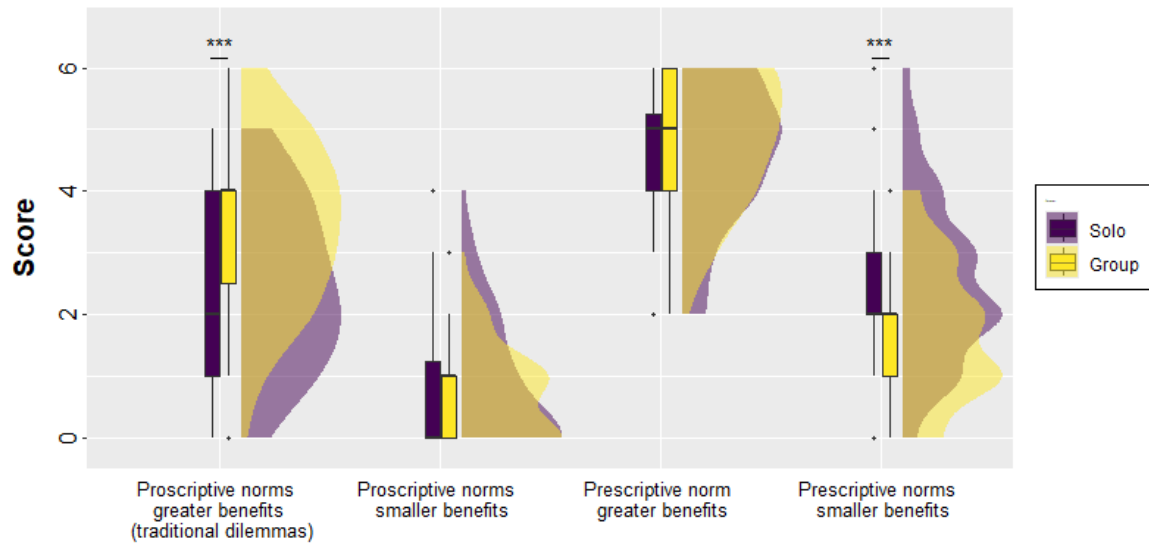 ***
***
6
4
2
0
Score
Proscriptive norms
greater benefits
(traditional dilemmas)
Proscriptive norms
smaller benefits
Prescriptive norm
greater benefits
Prescriptive norms
smaller benefits
_
Solo
Group